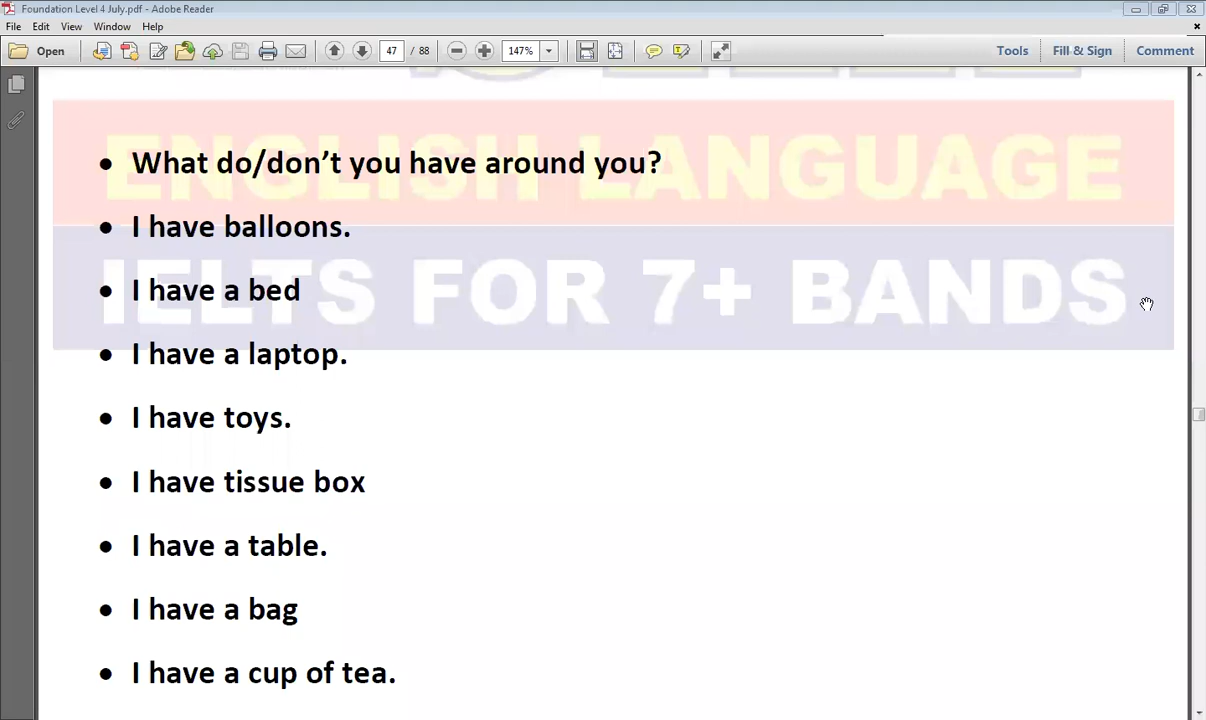 Foundation Level 4 July.pdf - Adobe Reader
File Edit View Window Help
Open 47 / 88 147% Tools Fill & Sign Comment
ENGLISH LANGUAGE
IELTS FOR 7+ BANDS
• What do/don’t you have around you?
• I have balloons.
• I have a bed
• I have a laptop.
• I have toys.
• I have tissue box
• I have a table.
• I have a bag
• I have a cup of tea.